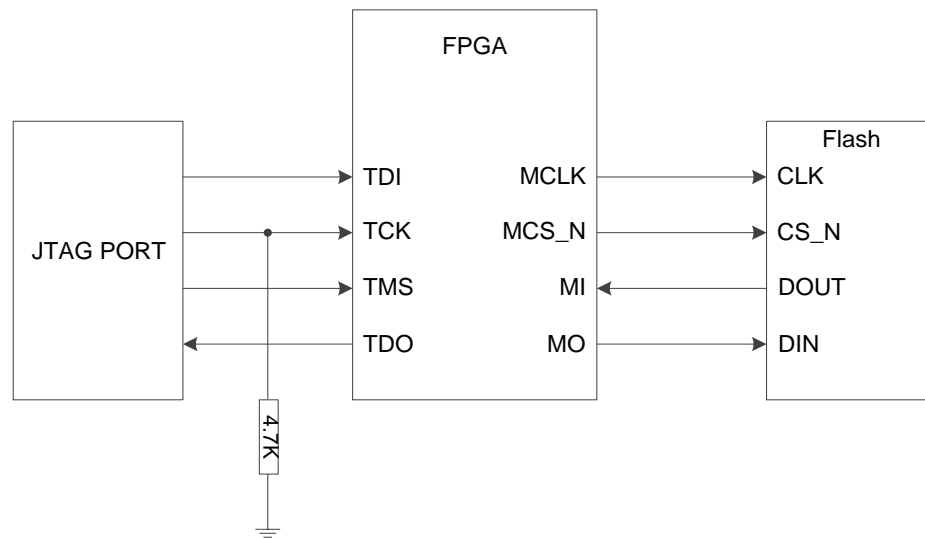 FPGA
Flash
JTAG PORT
TDI
TCK
TMS
TDO
MCLK
MCS_N
MI
MO
CLK
CS_N
DOUT
DIN
4.7K